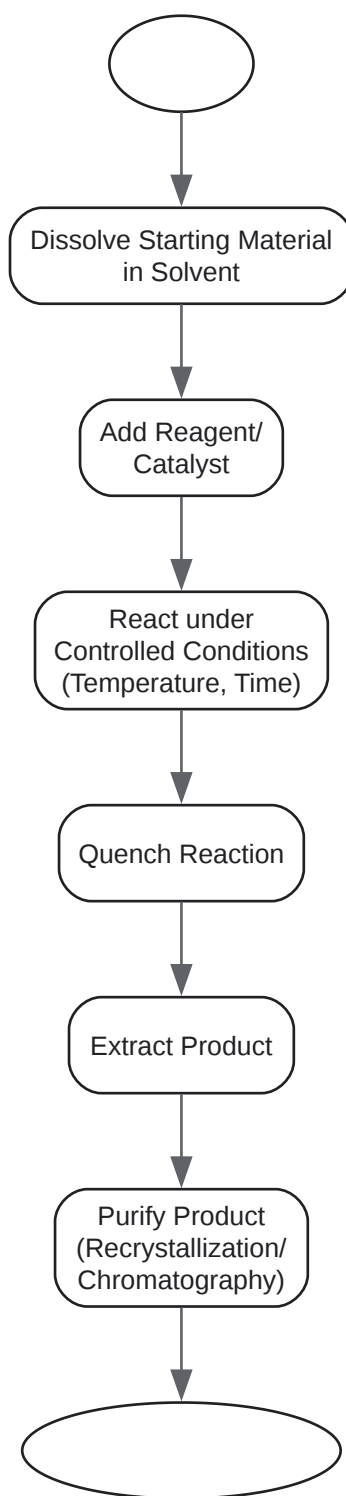 Dissolve Starting Material
in Solvent
Add Reagent/
Catalyst
React under
Controlled Conditions
(Temperature, Time)
Quench Reaction
Extract Product
Purify Product
(Recrystallization/
Chromatography)